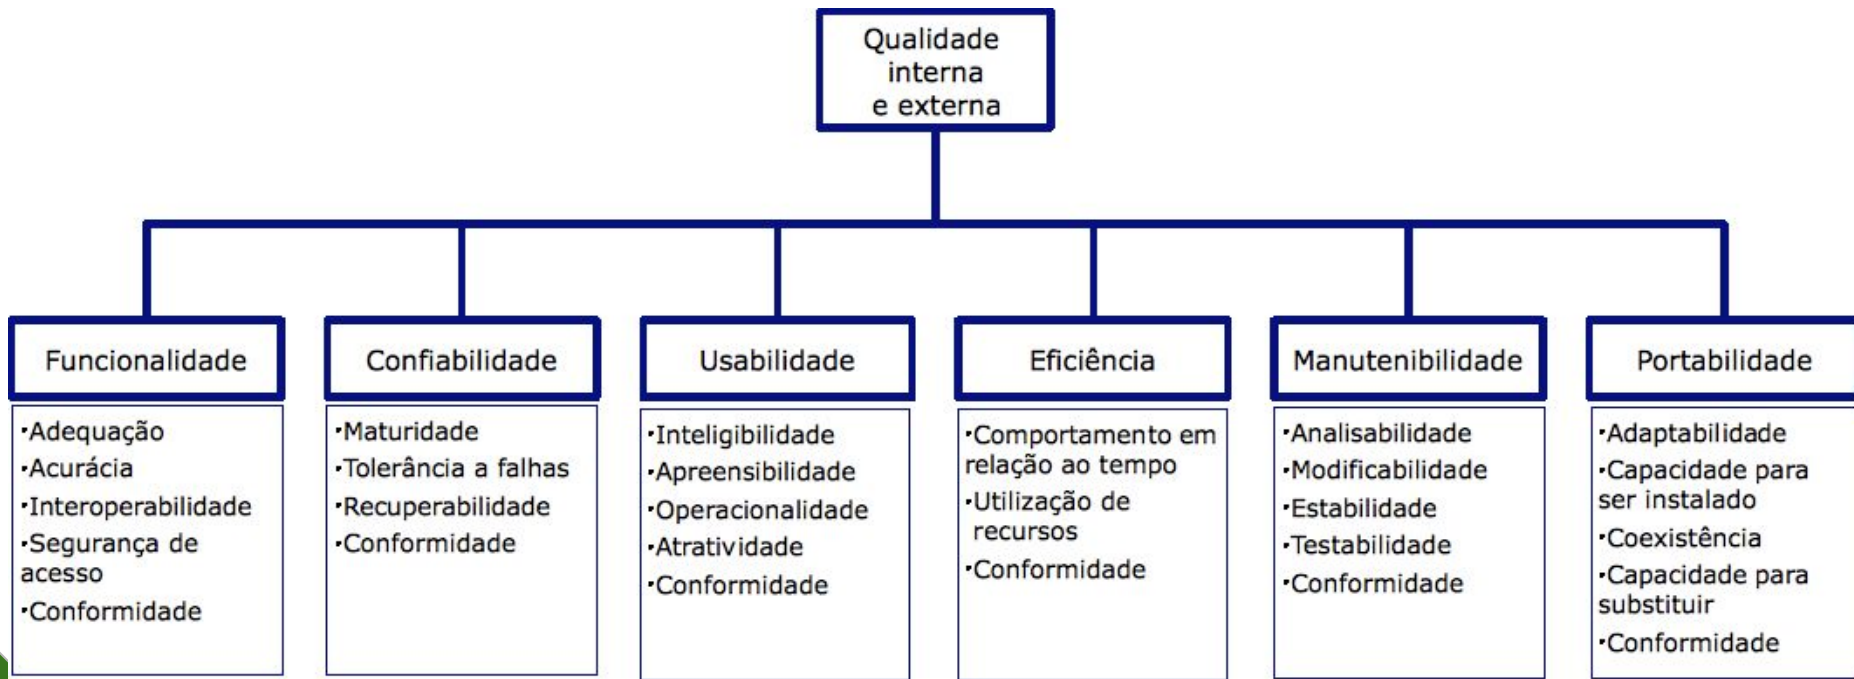 Qualidade
interna
e externa
Funcionalidade
·Adequação
·Acurácia
·Interoperabilidade
·Segurança de
acesso
·Conformidade
Confiabilidade
·Maturidade
·Tolerância a falhas
·Recuperabilidade
·Conformidade
Usabilidade
·Inteligibilidade
·Apreensibilidade
·Operacionalidade
·Atratividade
·Conformidade
Eficiência
·Comportamento em
relação ao tempo
·Utilização de
recursos
·Conformidade
Manutenibilidade
·Analisabilidade
·Modificabilidade
·Estabilidade
·Testabilidade
·Conformidade
Portabilidade
·Adaptabilidade
·Capacidade para
ser instalado
·Coexistência
·Capacidade para
substituir
·Conformidade